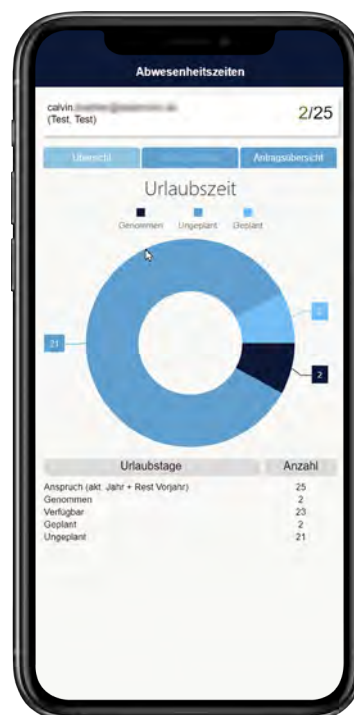 Abwesenheitszeiten
calvin.
(Test, Test)
2/25
Übersicht
Antragsübersicht
Urlaubszeit
Genommen Ungeplant Geplant
2
21
2
Urlaubstage Anzahl
Anspruch (akt. Jahr + Rest Vorjahr) 25
Genommen 2
Verfügbar 23
Geplant 2
Ungeplant 21